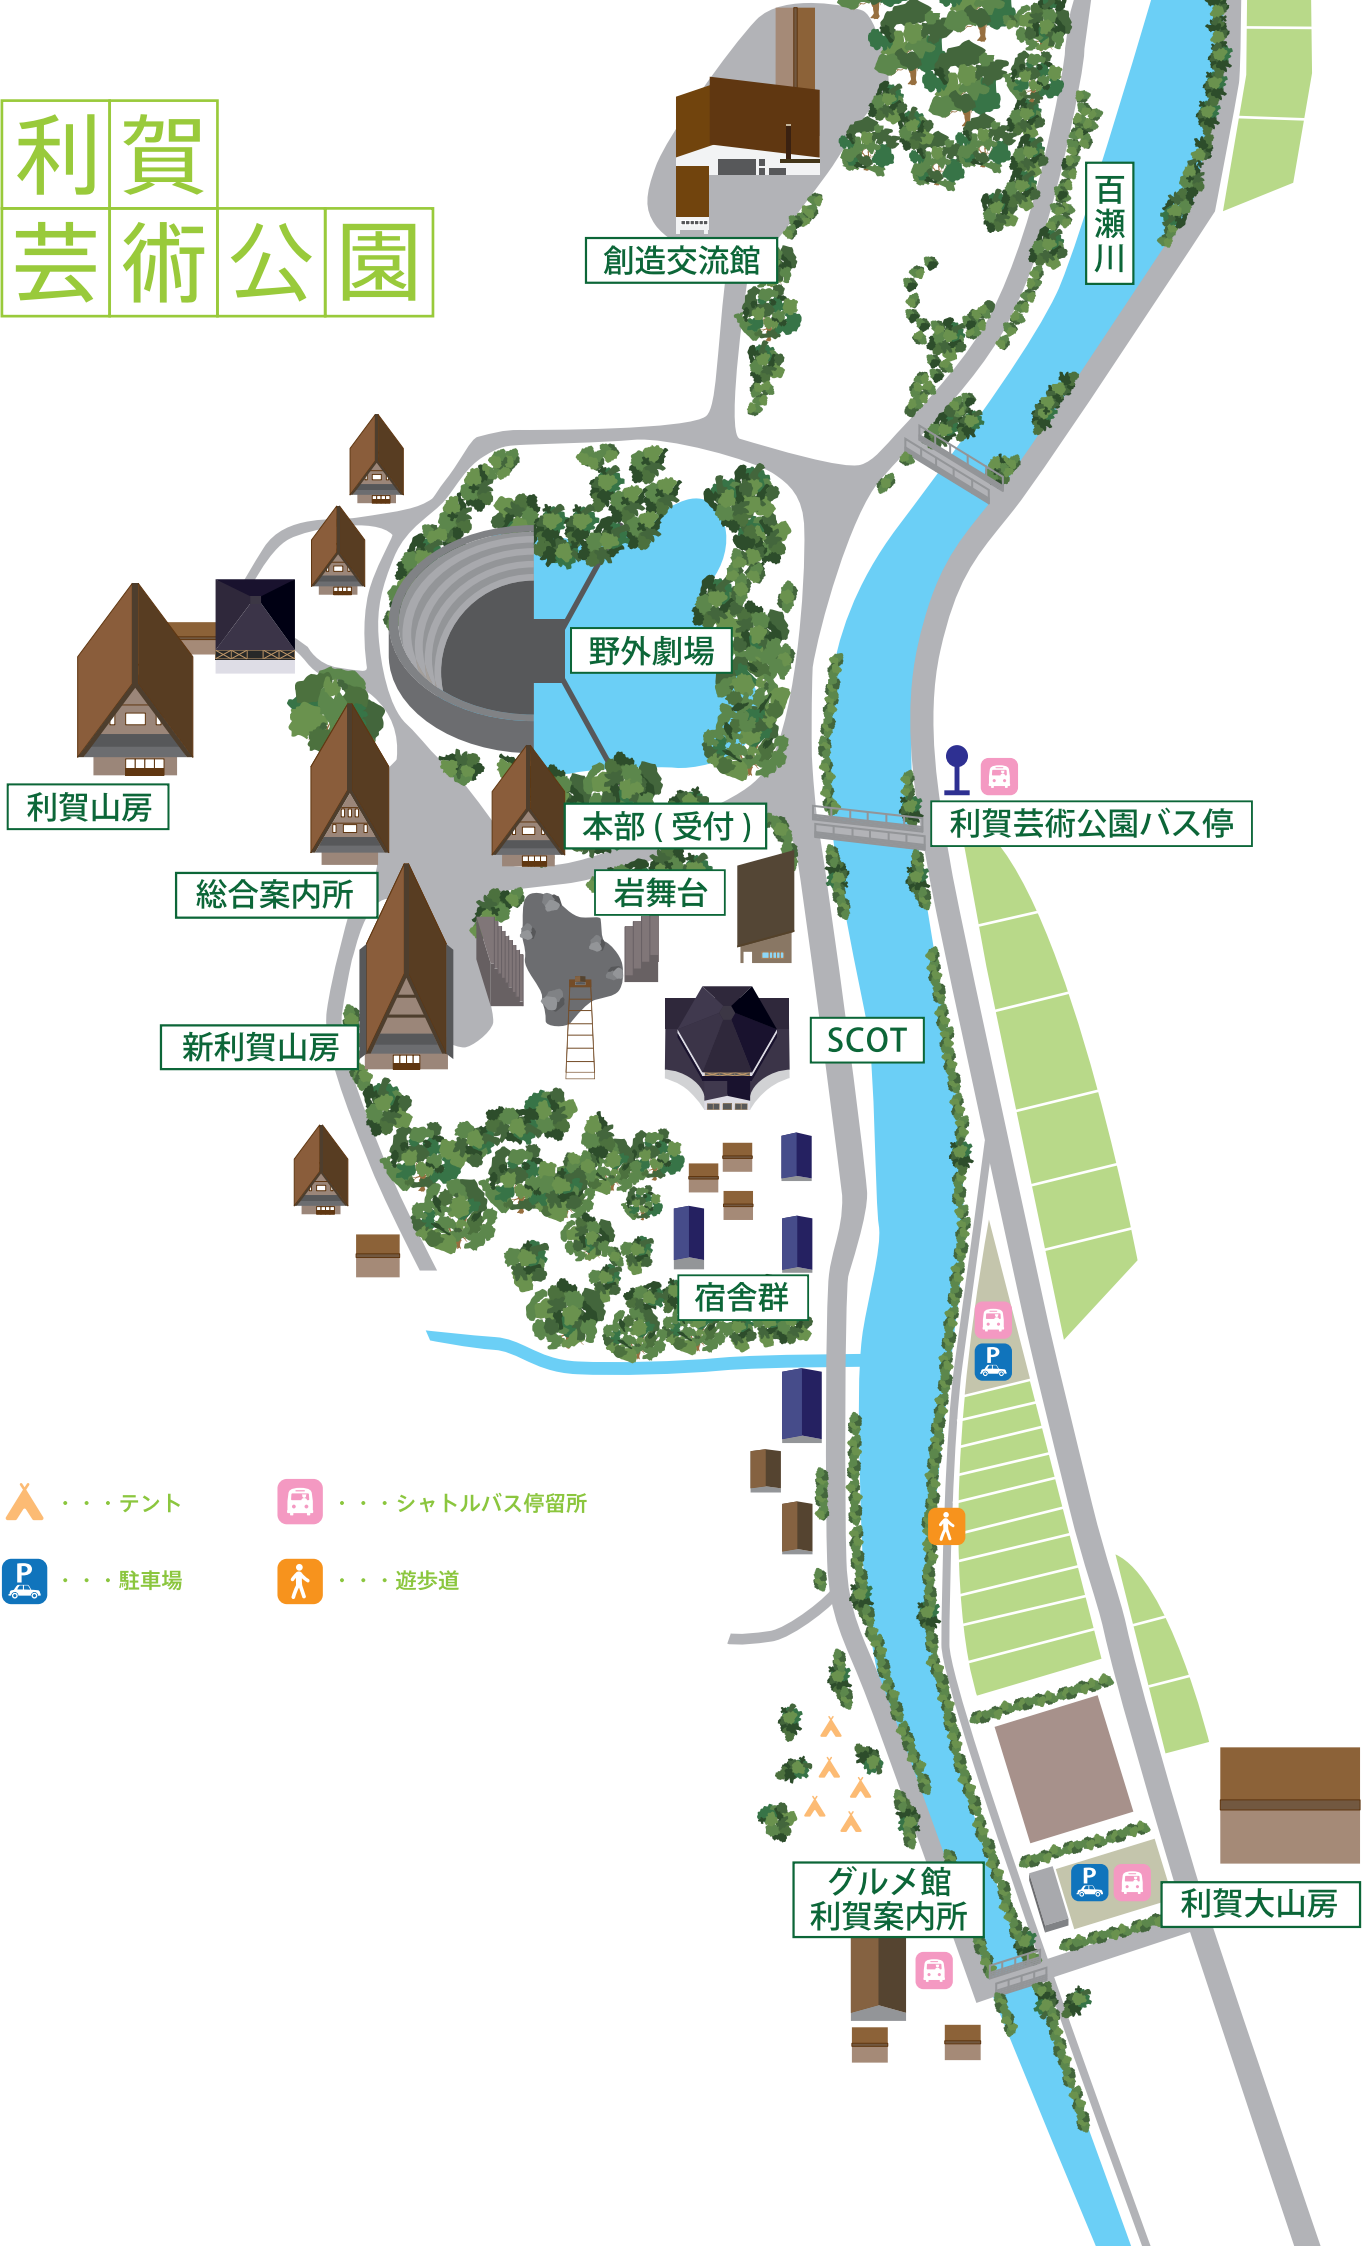 利賀
芸術公園
百瀬川
創造交流館
野外劇場
利賀芸術公園バス停
利賀山房
本部(受付)
総合案内所
岩舞台
SCOT
新利賀山房
宿舎群
・・・テント
・・・シャトルバス停留所
P
P
・・・駐車場
・・・遊歩道
グルメ館
利賀案内所
P
利賀大山房